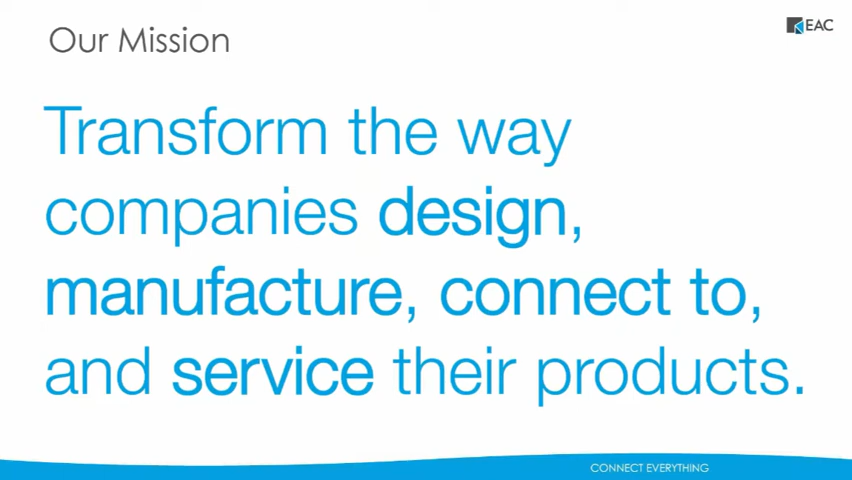 Our Mission
EAC
Transform the way
companies design,
manufacture, connect to,
and service their products.
CONNECT EVERYTHING